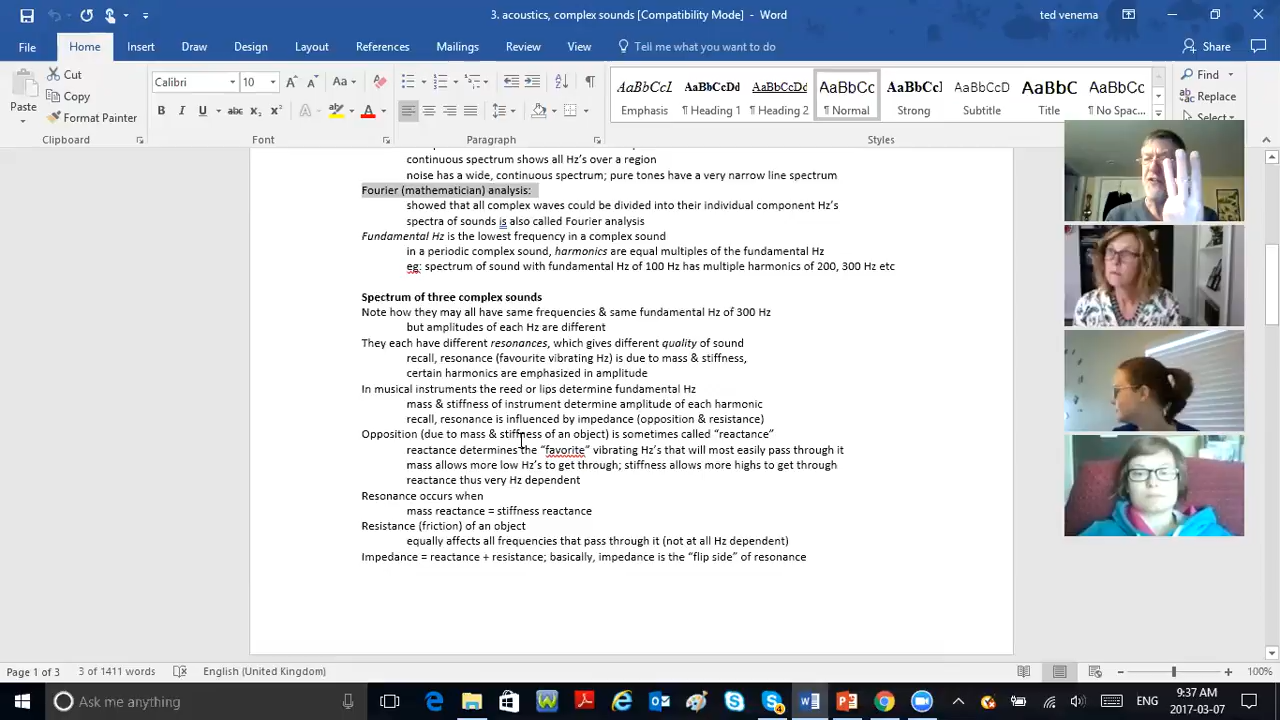 3. acoustics, complex sounds [Compatibility Mode] - Word
ted venema
File Home Insert Draw Design Layout References Mailings Review View Tell me what you want to do
Share
Paste
Cut
Copy
Format Painter
Calibri 10
Aa
B I U abc x₂ x²
AaBbCcL AaBbCcDd AaBbCcDd AaBbCc AaBbCcI AaBbCcDd AaBbC AaBbCc
Emphasis ¶ Heading 1 ¶ Heading 2 ¶ Normal Strong Subtitle Title ¶ No Spac...
Find
Replace
Select
Clipboard Font Paragraph Styles
continuous spectrum shows all Hz's over a region
noise has a wide, continuous spectrum; pure tones have a very narrow line spectrum
Fourier (mathematician) analysis:
showed that all complex waves could be divided into their individual component Hz's
spectra of sounds is also called Fourier analysis
Fundamental Hz is the lowest frequency in a complex sound
in a periodic complex sound, harmonics are equal multiples of the fundamental Hz
eg: spectrum of sound with fundamental Hz of 100 Hz has multiple harmonics of 200, 300 Hz etc
Spectrum of three complex sounds
Note how they may all have same frequencies & same fundamental Hz of 300 Hz
but amplitudes of each Hz are different
They each have different resonances, which gives different quality of sound
recall, resonance (favourite vibrating Hz) is due to mass & stiffness,
certain harmonics are emphasized in amplitude
In musical instruments the reed or lips determine fundamental Hz
mass & stiffness of instrument determine amplitude of each harmonic
recall, resonance is influenced by impedance (opposition & resistance)
Opposition (due to mass & stiffness of an object) is sometimes called “reactance”
reactance determines the “favorite” vibrating Hz's that will most easily pass through it
mass allows more low Hz's to get through; stiffness allows more highs to get through
reactance thus very Hz dependent
Resonance occurs when
mass reactance = stiffness reactance
Resistance (friction) of an object
equally affects all frequencies that pass through it (not at all Hz dependent)
Impedance = reactance + resistance; basically, impedance is the “flip side” of resonance
Page 1 of 3 3 of 1411 words English (United Kingdom) 100%
Ask me anything
ENG
9:37 AM
2017-03-07